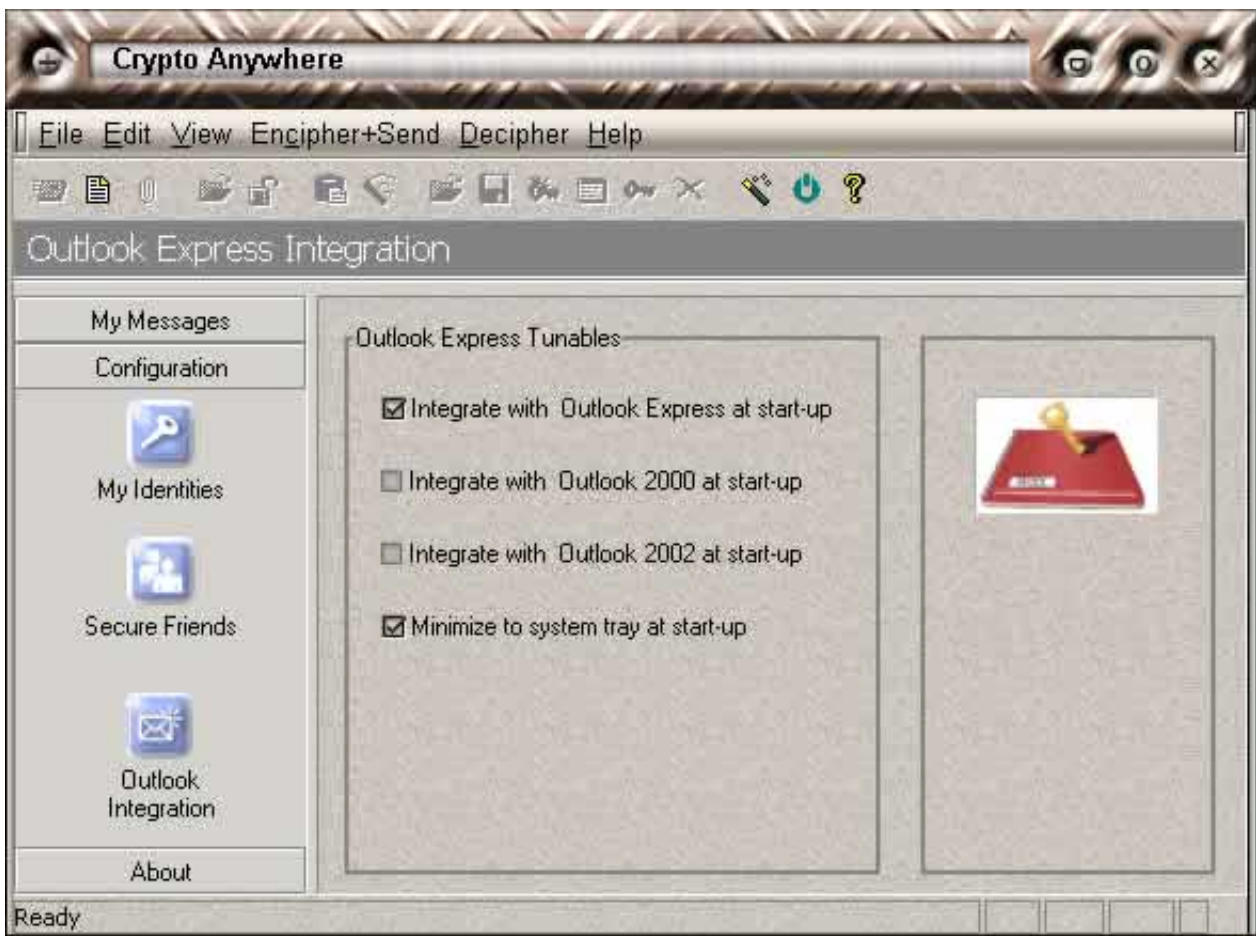 Crypto Anywhere
File Edit View Encipher+Send Decipher Help
Outlook Express Integration
My Messages
Configuration
My Identities
Secure Friends
Outlook
Integration
About
Outlook Express Tunables
Integrate with Outlook Express at start-up
Integrate with Outlook 2000 at start-up
Integrate with Outlook 2002 at start-up
Minimize to system tray at start-up
Ready